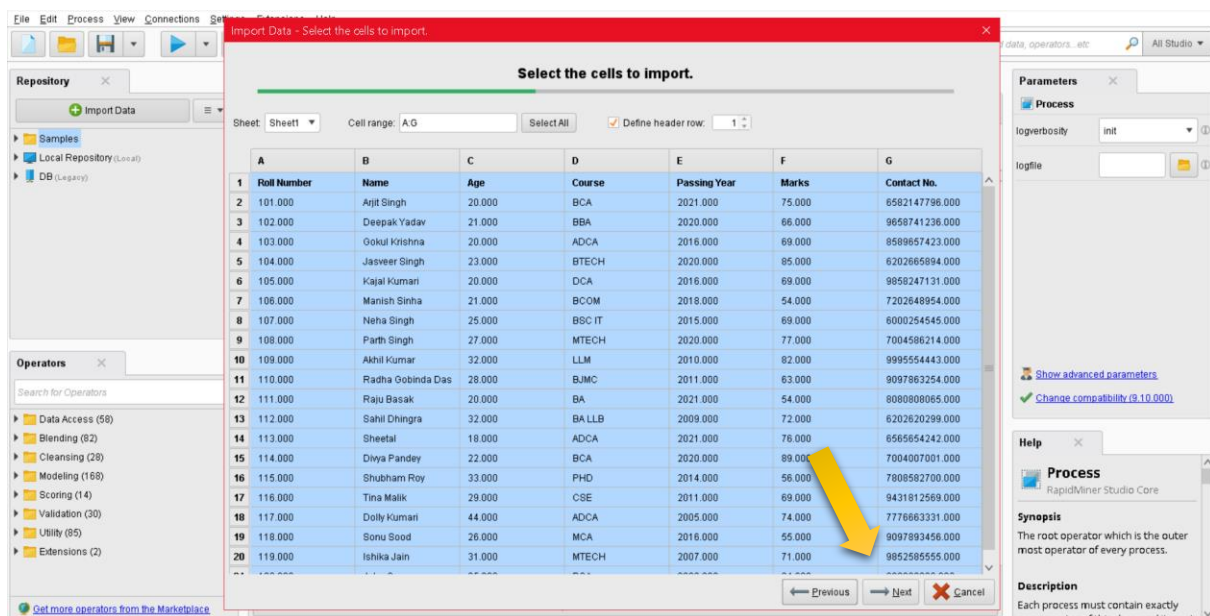 File Edit Process View Connections
Import Data - Select the cells to import.
data, operators...etc
All Studio
Repository
Import Data
Samples
Local Repository (Local)
DB (Legacy)
Operators
Search for Operators
Data Access (58)
Blending (82)
Cleansing (28)
Modeling (168)
Scoring (14)
Validation (30)
Utility (85)
Extensions (2)
Get more operators from the Marketplace
Select the cells to import.
Sheet: Sheet1 Cell range: A:G Select All Define header row: 1
A B C D E F G
1 Roll Number Name Age Course Passing Year Marks Contact No.
2 101.000 Arjit Singh 20.000 BCA 2021.000 75.000 6582147796.000
3 102.000 Deepak Yadav 21.000 BBA 2020.000 66.000 9658741236.000
4 103.000 Gokul Krishna 20.000 ADCA 2016.000 69.000 8589657423.000
5 104.000 Jasveer Singh 23.000 BTECH 2020.000 85.000 6202665894.000
6 105.000 Kajal Kumari 20.000 DCA 2016.000 69.000 9858247131.000
7 106.000 Manish Sinha 21.000 BCOM 2018.000 54.000 7202648954.000
8 107.000 Neha Singh 25.000 BSC IT 2015.000 69.000 6000254545.000
9 108.000 Parth Singh 27.000 MTECH 2020.000 77.000 7004586214.000
10 109.000 Akhil Kumar 32.000 LLM 2010.000 82.000 9995554443.000
11 110.000 Radha Gobinda Das 28.000 BJMC 2011.000 63.000 9097863254.000
12 111.000 Raju Basak 20.000 BA 2021.000 54.000 8080808065.000
13 112.000 Sahil Dhingra 32.000 BA LLB 2009.000 72.000 6202620299.000
14 113.000 Sheetal 18.000 ADCA 2021.000 76.000 6565654242.000
15 114.000 Divya Pandey 22.000 BCA 2020.000 89.000 7004007001.000
16 115.000 Shubham Roy 33.000 PHD 2014.000 56.000 7808582700.000
17 116.000 Tina Malik 29.000 CSE 2011.000 69.000 9431812569.000
18 117.000 Dolly Kumari 44.000 ADCA 2005.000 74.000 7776663331.000
19 118.000 Sonu Sood 26.000 MCA 2016.000 55.000 9097893456.000
20 119.000 Ishika Jain 31.000 MTECH 2007.000 71.000 9852585555.000
Previous Next Cancel
Parameters
Process
logverbosity init
logfile
Show advanced parameters
Change compatibility (9.10.000)
Help
Process
RapidMiner Studio Core
Synopsis
The root operator which is the outer
most operator of every process.
Description
Each process must contain exactly